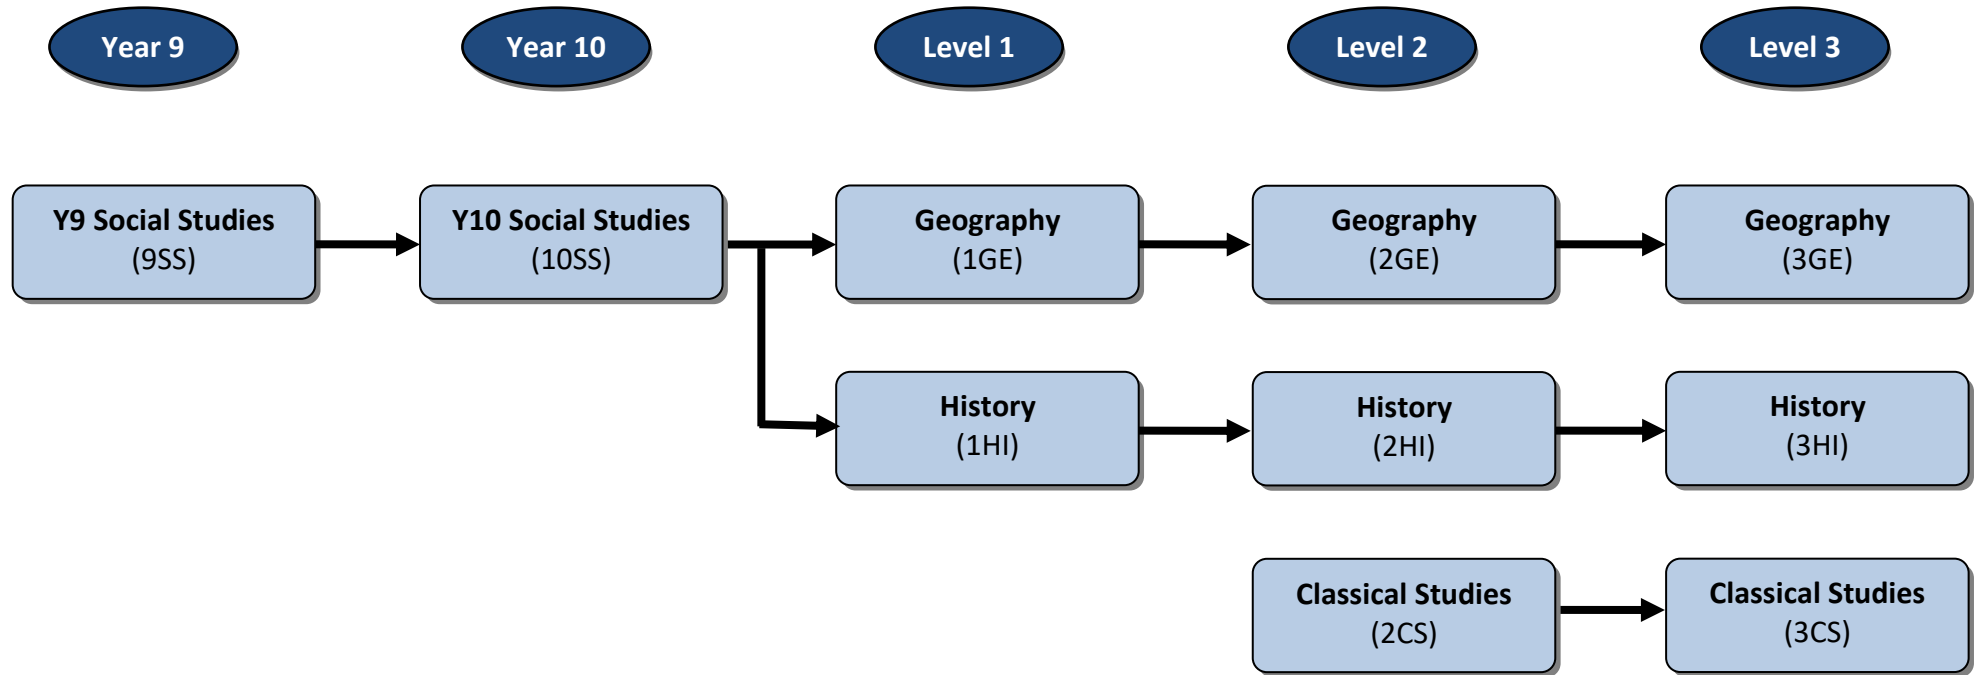 Year 9
Year 10
Level 1
Level 2
Level 3
Y9 Social Studies
(9SS)
Y10 Social Studies
(10SS)
Geography
(1GE)
Geography
(2GE)
Geography
(3GE)
History
(1HI)
History
(2HI)
History
(3HI)
Classical Studies
(2CS)
Classical Studies
(3CS)